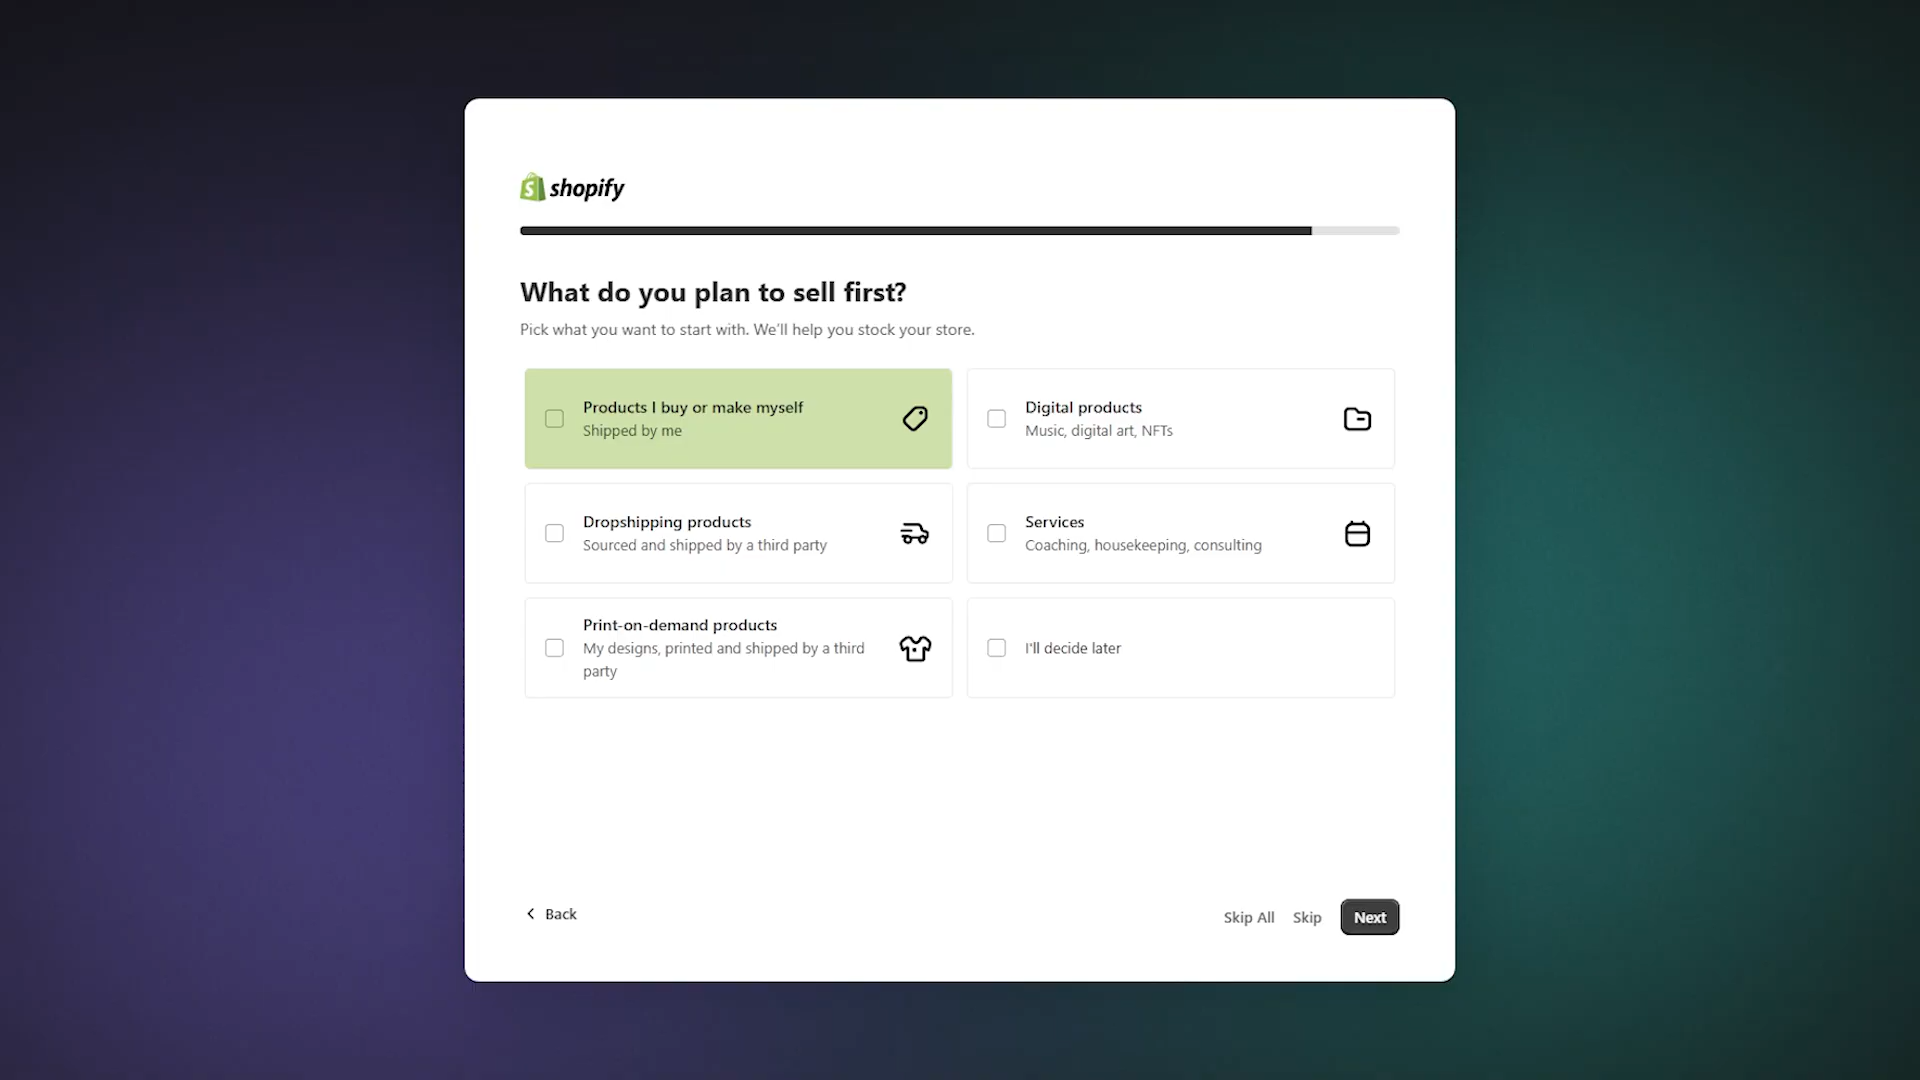 shopify
What do you plan to sell first?
Pick what you want to start with. We'll help you stock your store.
Products I buy or make myself
Shipped by me
Digital products
Music, digital art, NFTs
Dropshipping products
Sourced and shipped by a third party
Services
Coaching, housekeeping, consulting
Print-on-demand products
My designs, printed and shipped by a third
party
I'll decide later
Back
Skip All
Skip
Next